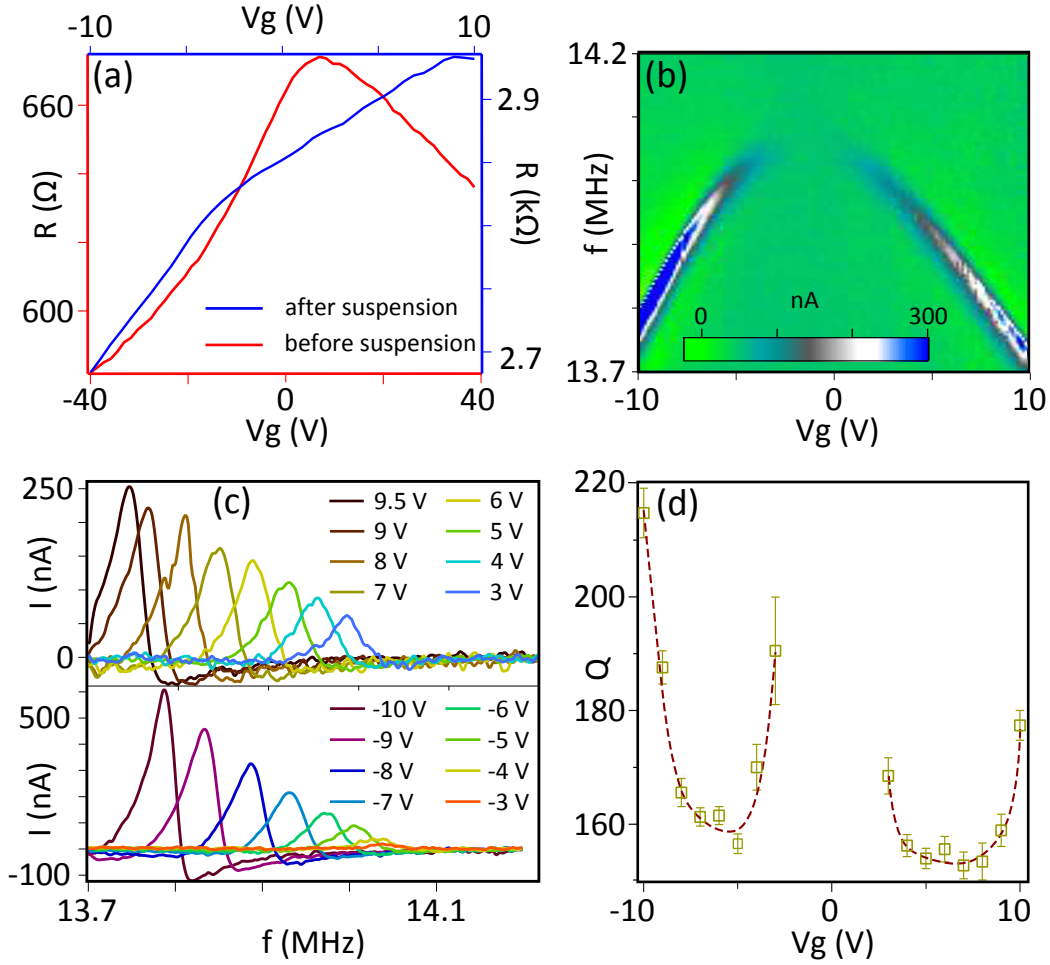 -10 Vg (V) 10
(a)
660
600
R (Ω)
2.9
2.7
R (kΩ)
after suspension
before suspension
-40 0 40
Vg (V)
(b)
14.2
13.7
f (MHz)
nA
0 300
-10 0 10
Vg (V)
(c)
250
0
I (nA)
9.5 V 6 V
9 V 5 V
8 V 4 V
7 V 3 V
500
-100
I (nA)
-10 V -6 V
-9 V -5 V
-8 V -4 V
-7 V -3 V
13.7 14.1
f (MHz)
(d)
220
200
180
160
Q
-10 0 10
Vg (V)